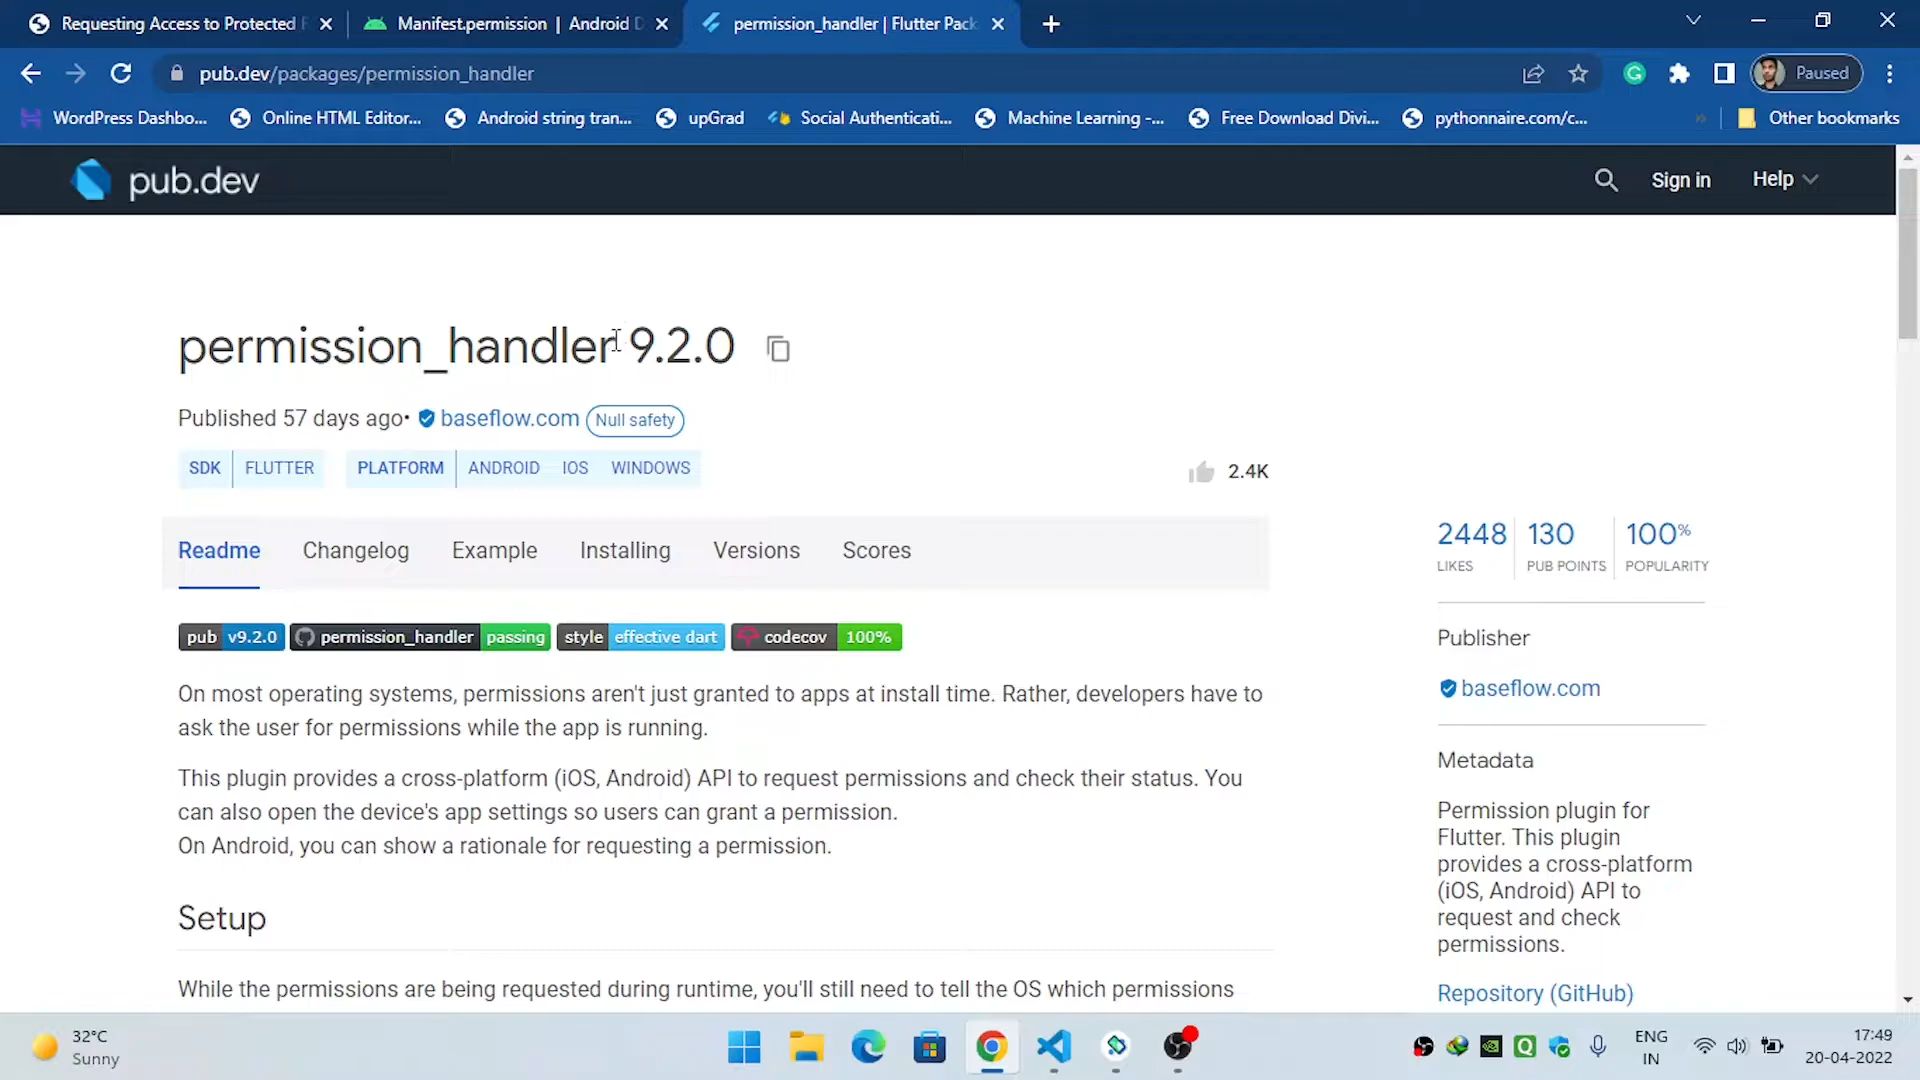 Requesting Access to Protected
Manifest.permission | Android
permission_handler | Flutter Pack
pub.dev/packages/permission_handler
Paused
WordPress Dashbo...
Online HTML Editor...
Android string tran...
upGrad
Social Authenticati...
Machine Learning -...
Free Download Divi...
pythonnaire.com/c...
»
Other bookmarks
pub.dev
Sign in
Help
permission_handler 9.2.0
Published 57 days ago• baseflow.com Null safety
SDK FLUTTER PLATFORM ANDROID IOS WINDOWS
2.4K
Readme Changelog Example Installing Versions Scores
2448 130 100%
LIKES PUB POINTS POPULARITY
pub v9.2.0 permission_handler passing style effective dart codecov 100%
On most operating systems, permissions aren't just granted to apps at install time. Rather, developers have to
ask the user for permissions while the app is running.
This plugin provides a cross-platform (iOS, Android) API to request permissions and check their status. You
can also open the device's app settings so users can grant a permission.
On Android, you can show a rationale for requesting a permission.
Setup
While the permissions are being requested during runtime, you'll still need to tell the OS which permissions
Publisher
baseflow.com
Metadata
Permission plugin for
Flutter. This plugin
provides a cross-platform
(iOS, Android) API to
request and check
permissions.
Repository (GitHub)
32°C
Sunny
ENG
IN
17:49
20-04-2022